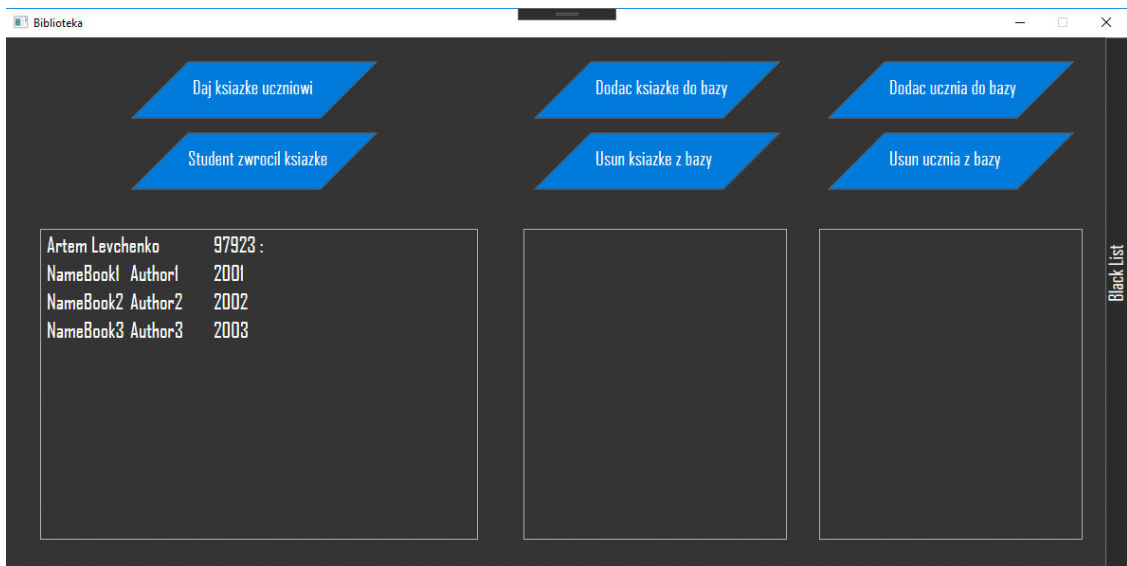 Biblioteka
Daj ksiazke uczniowi
Dodac ksiazke do bazy
Dodac ucznia do bazy
Student zwrocil ksiazke
Usun ksiazke z bazy
Usun ucznia z bazy
Artem Levchenko 97923 :
NameBook1 Author1 2001
NameBook2 Author2 2002
NameBook3 Author3 2003
Black List